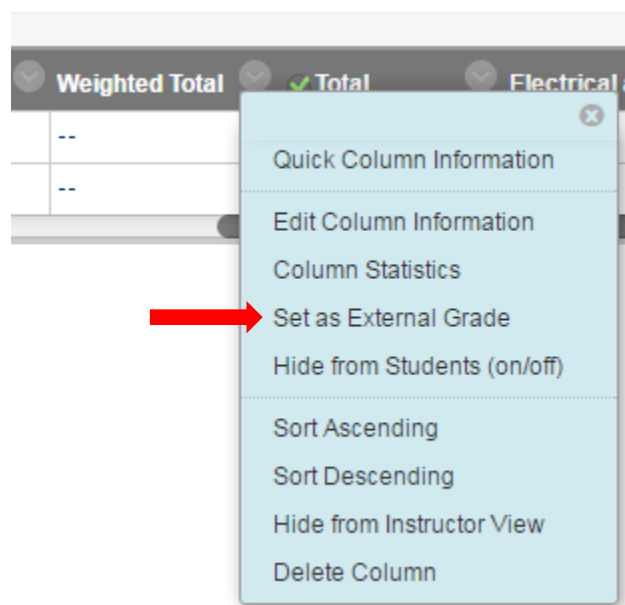 Weighted Total Total Electrical
--
--
Quick Column Information
Edit Column Information
Column Statistics
Set as External Grade
Hide from Students (on/off)
Sort Ascending
Sort Descending
Hide from Instructor View
Delete Column